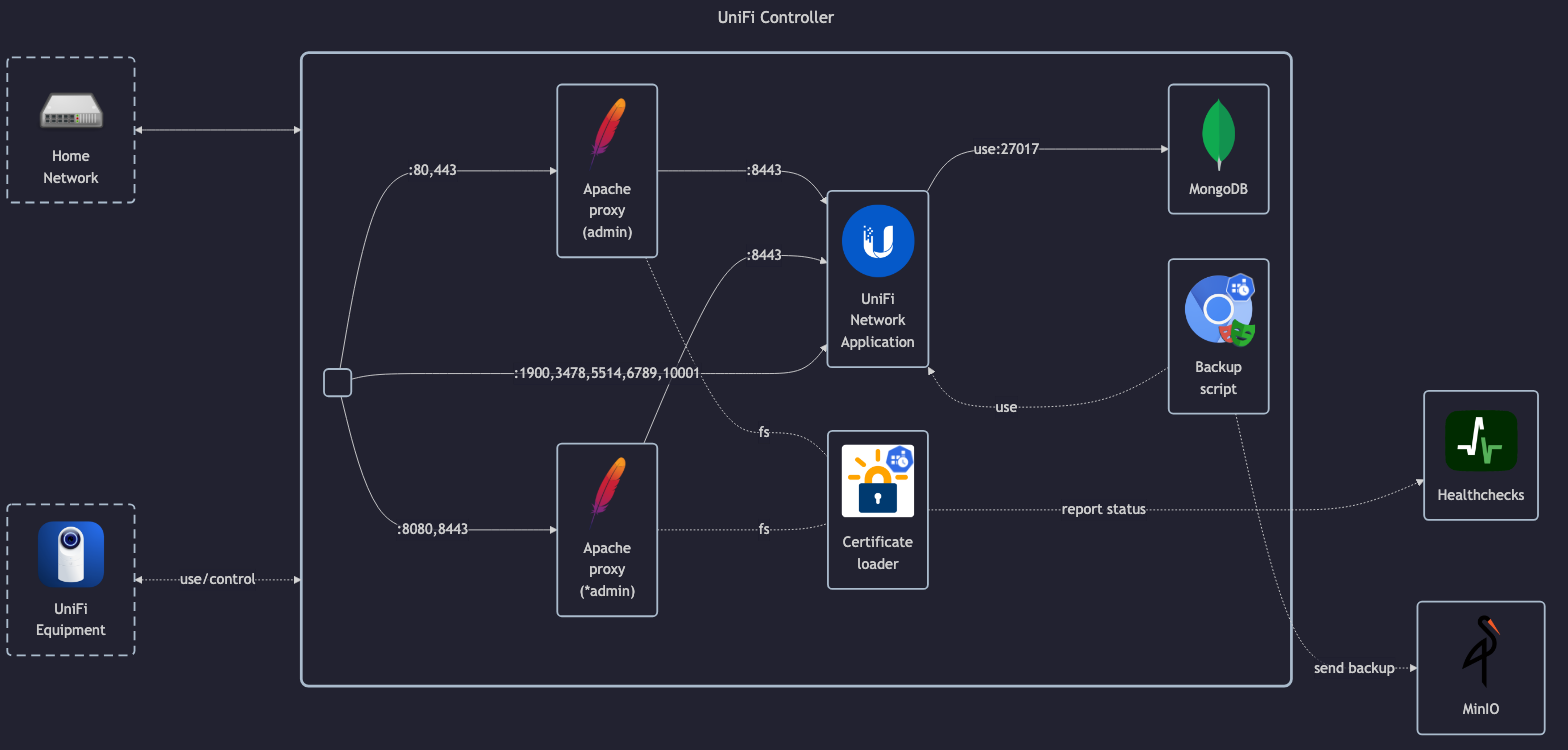 UniFi Controller
Home
Network
:80,443
Apache
proxy
(admin)
:8443
use:27017
MongoDB
:8443
UniFi
Network
Application
:1900,3478,5514,6789,10001
Backup
script
use
fs
Healthchecks
report status
:8080,8443
fs
Apache
proxy
(*admin)
Certificate
loader
use/control
UniFi
Equipment
send backup
MinIO